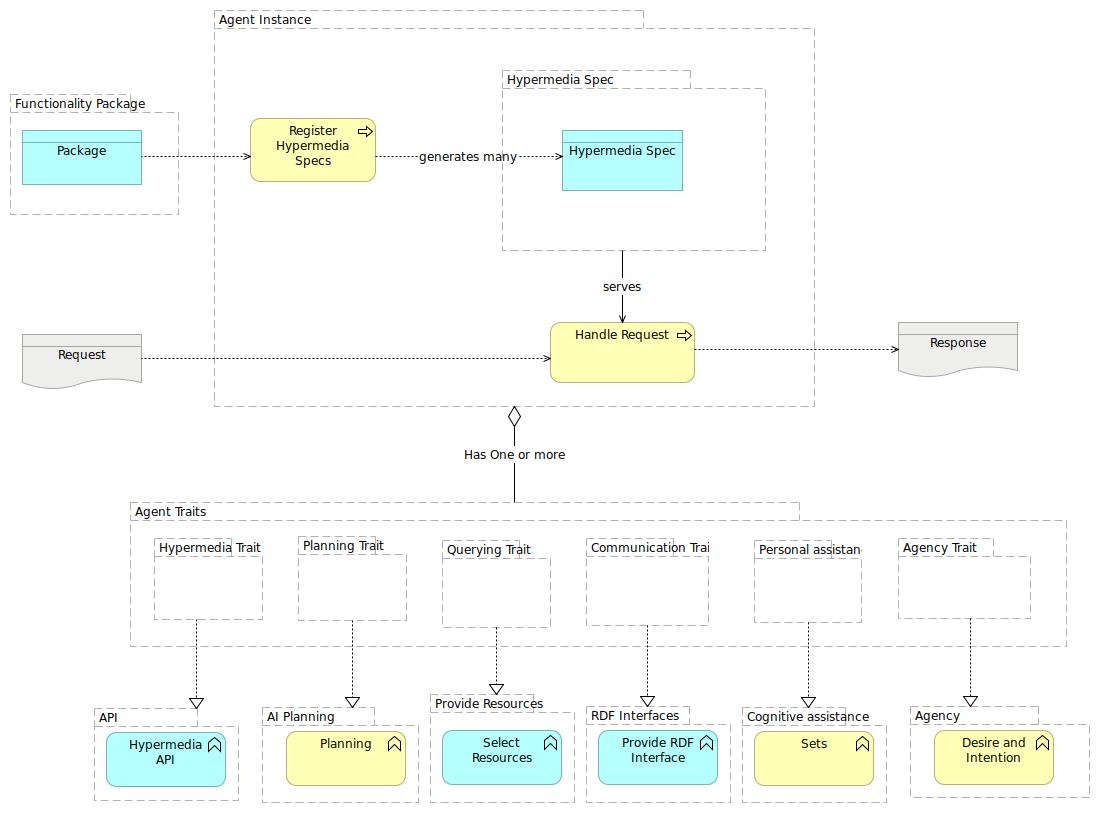 Agent Instance
Hypermedia Spec
Functionality Package
Package
Register
Hypermedia
Specs
generates many
Hypermedia Spec
serves
Request
Handle Request
Response
Has One or more
Agent Traits
Hypermedia Trait
Planning Trait
Querying Trait
Communication Trai
Personal assistan
Agency Trait
API
AI Planning
Provide Resources
RDF Interfaces
Cognitive assistance
Agency
Hypermedia
API
Planning
Select
Resources
Provide RDF
Interface
Sets
Desire and
Intention